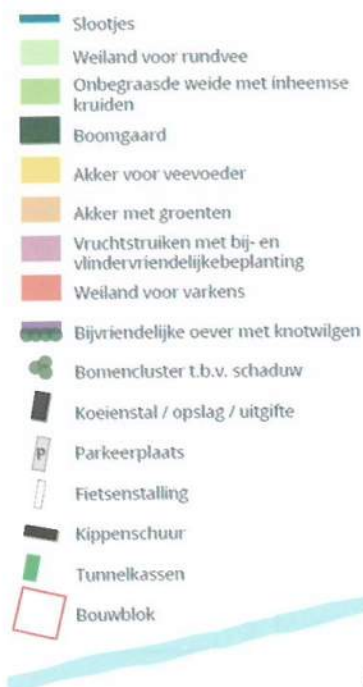 Slootjes
Weiland voor rundvee
Onbegraasde weide met inheemse
kruiden
Boomgaard
Akker voor veevoeder
Akker met groenten
Vruchtstruiken met bij- en
vlindervriendelijkebeplanting
Weiland voor varkens
Bijvriendelijke oever met knotwilgen
Bomencluster t.b.v. schaduw
Koeienstal / opslag / uitgifte
P
Parkeerplaats
Fietsenstalling
Kippenschuur
Tunnelkassen
Bouwblok